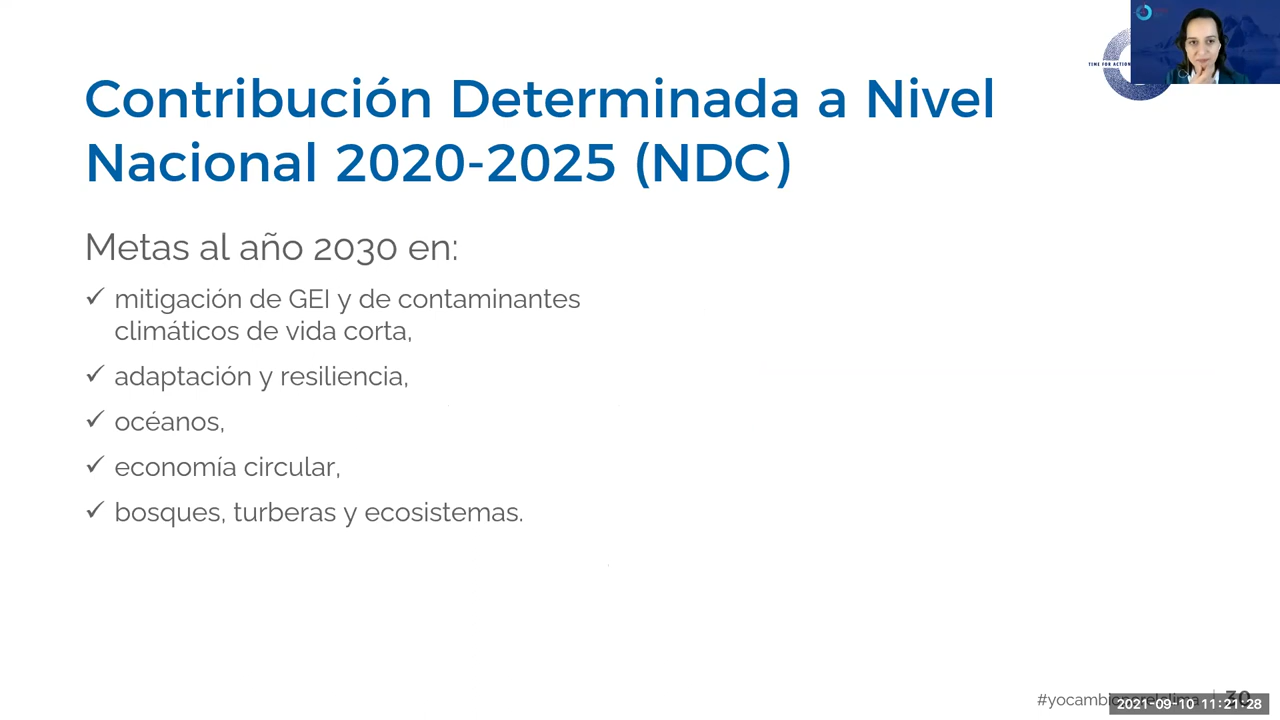 TIME FOR ACTION
Contribución Determinada a Nivel
Nacional 2020-2025 (NDC)
Metas al año 2030 en:
✓ mitigación de GEI y de contaminantes
climáticos de vida corta,
✓ adaptación y resiliencia,
✓ océanos,
✓ economía circular,
✓ bosques, turberas y ecosistemas.
#yocambioporelclima | 30
2021-09-10 11:21:28